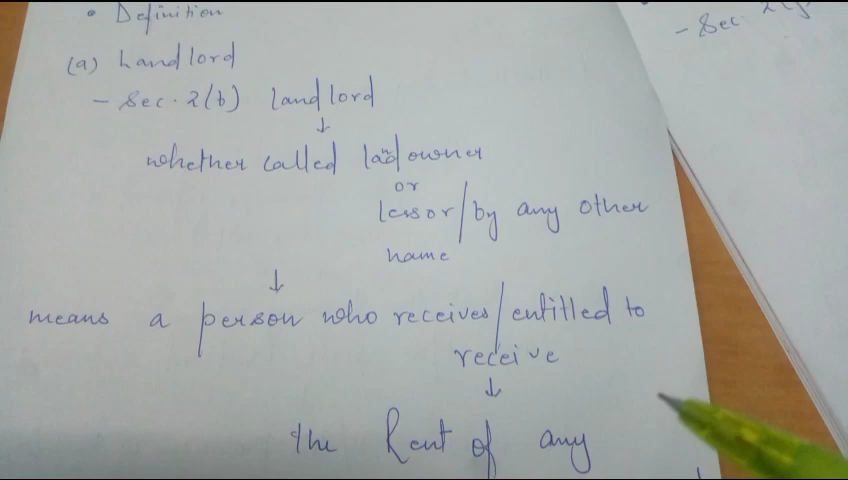 • Definition
(a) Landlord
- Sec. 2(b) landlord
↓
whether called landowner
or
lessor/by any other
name
↓
means a person who receives/entitled to
receive
↓
the Rent of any
- Sec.